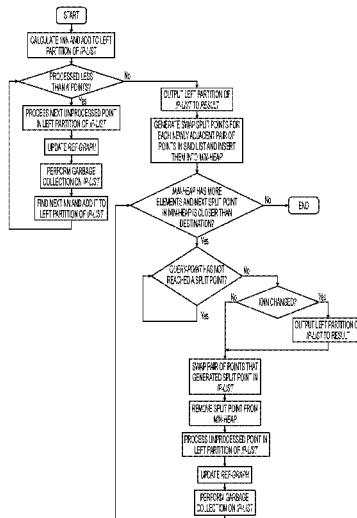 START
CALCULATE INN AND ADD TO LEFT
PARTITION OF IP-LIST
PROCESSED LESS
THAN K POINTS?
No
Yes
PROCESS NEXT UNPROCESSED POINT
IN LEFT PARTITION OF IP-LIST
UPDATE REF-GRAPH
PERFORM GARBAGE
COLLECTION ON IP-LIST
FIND NEXT NN AND ADD IT TO
LEFT PARTITION OF IP-LIST
OUTPUT LEFT PARTITION OF
IP-LIST TO RESULT
GENERATE SWAP SPLIT POINTS FOR
EACH NEWLY ADJACENT PAIR OF
POINTS IN SAID LIST AND INSERT
THEM INTO MIN-HEAP
MIN-HEAP HAS MORE
ELEMENTS AND NEXT SPLIT POINT
IN MIN-HEAP IS CLOSER THAN
DESTINATION?
No
END
Yes
QUERY POINT HAS NOT
REACHED A SPLIT POINT?
No
Yes
KNN CHANGED?
No
Yes
OUTPUT LEFT PARTITION OF
IP-LIST TO RESULT
SWAP PAIR OF POINTS THAT
GENERATED SPLIT POINT IN
IP-LIST
REMOVE SPLIT POINT FROM
MIN-HEAP
PROCESS UNPROCESSED POINT IN
LEFT PARTITION OF IP-LIST
UPDATE REF-GRAPH
PERFORM GARBAGE
COLLECTION ON IP-LIST